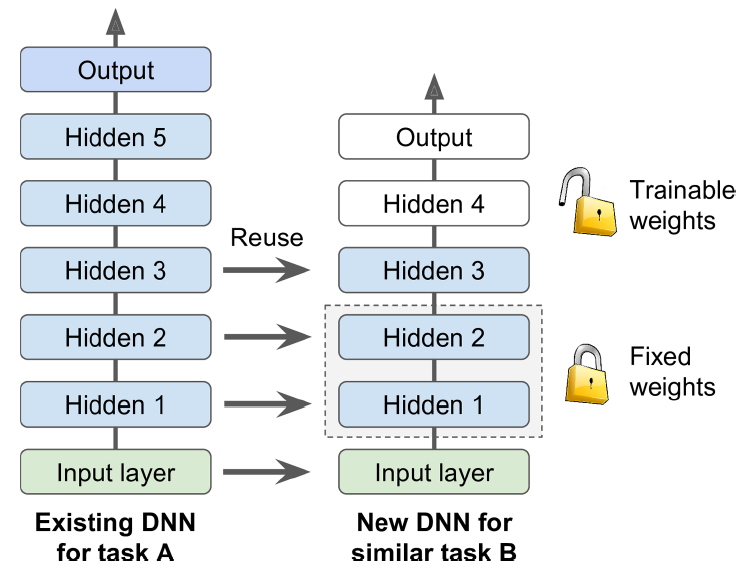 Output
Hidden 5
Hidden 4
Hidden 3
Hidden 2
Hidden 1
Input layer
Existing DNN
for task A
Reuse
Output
Hidden 4
Hidden 3
Hidden 2
Hidden 1
Input layer
New DNN for
similar task B
Trainable
weights
Fixed
weights